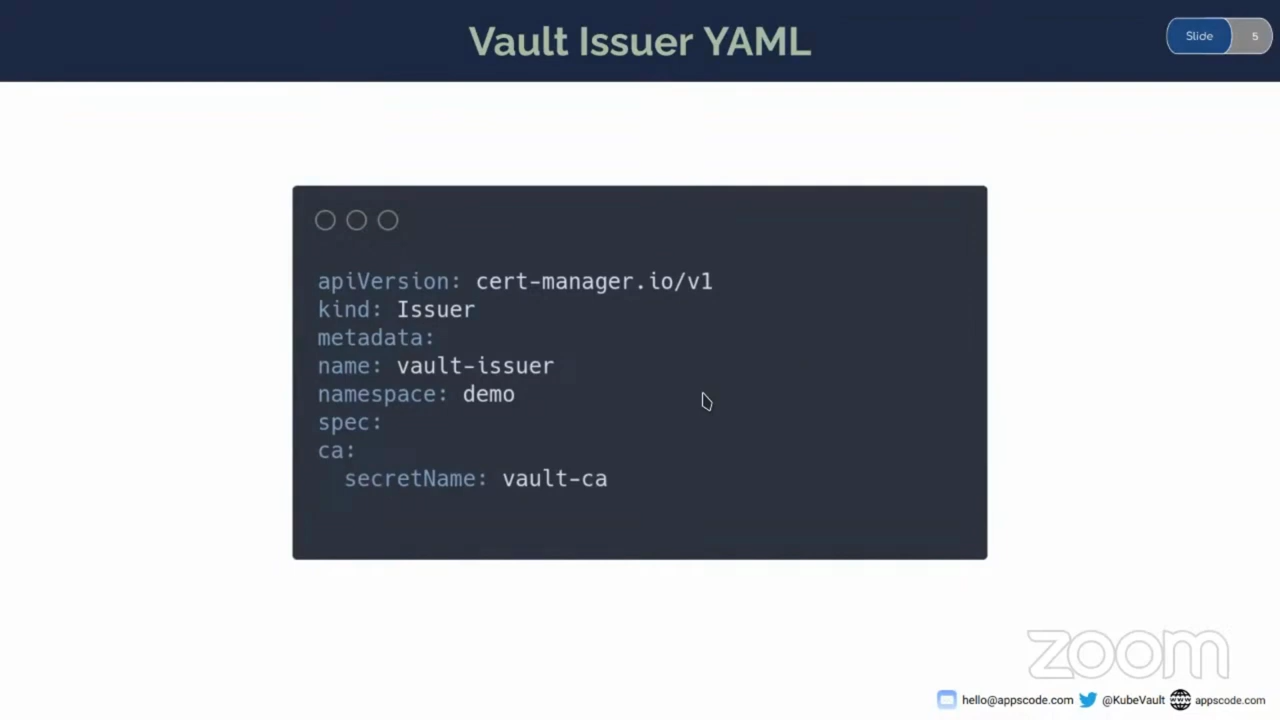 Vault Issuer YAML
Slide 5
apiVersion: cert-manager.io/v1
kind: Issuer
metadata:
name: vault-issuer
namespace: demo
spec:
ca:
  secretName: vault-ca
zoom
hello@appscode.com @KubeVault appscode.com